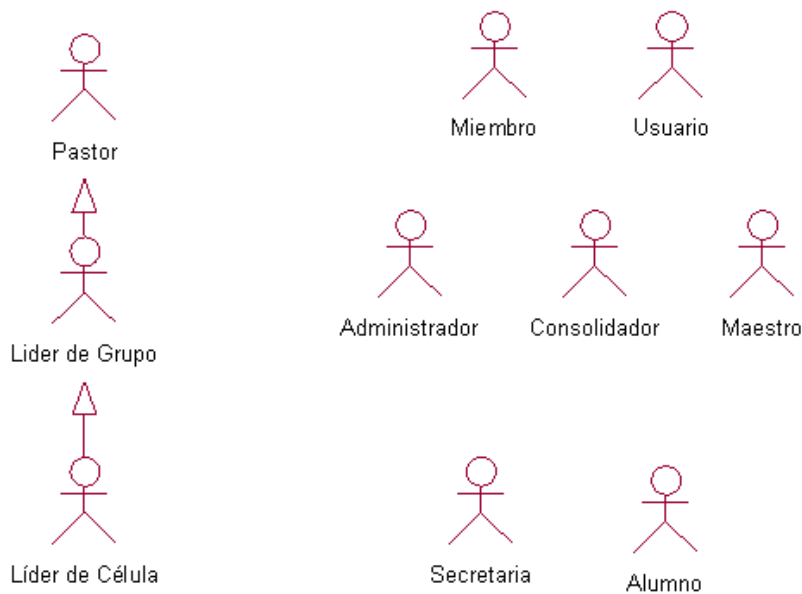 Miembro
Usuario
Pastor
Administrador
Consolidador
Maestro
Lider de Grupo
Líder de Célula
Secretaria
Alumno